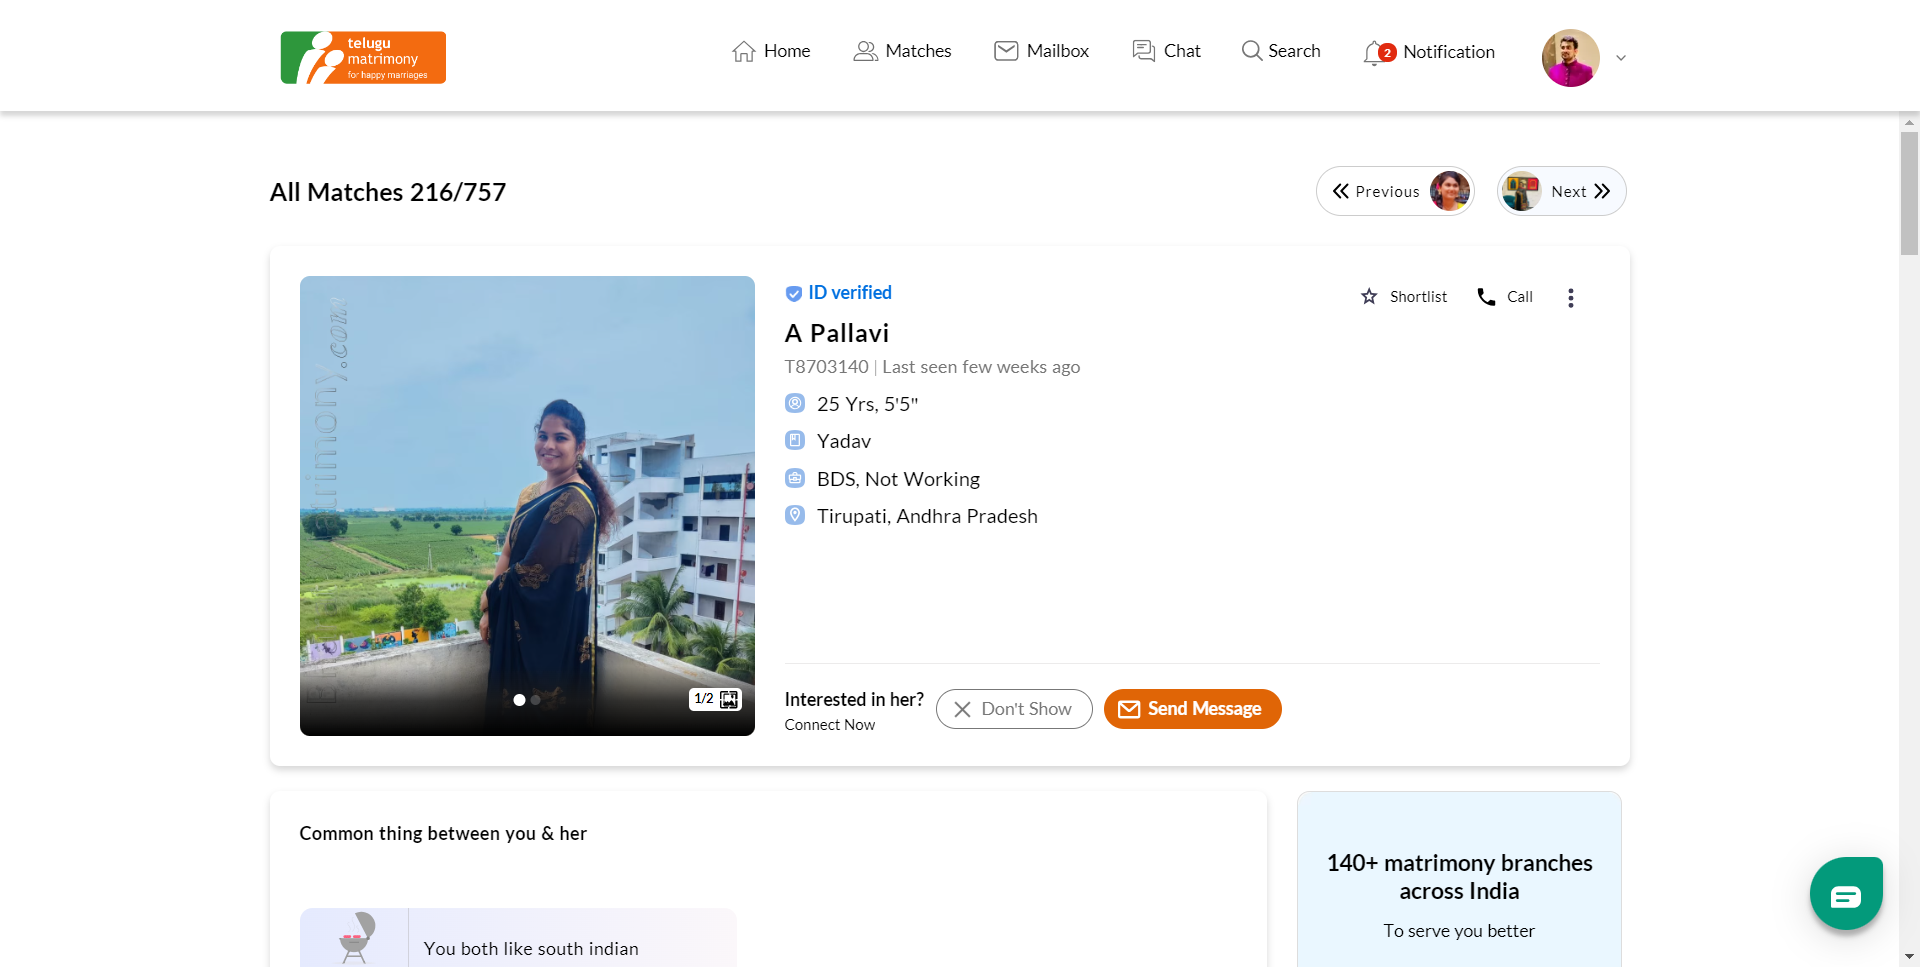 telugu
matrimony
for happy marriages
Home
Matches
Mailbox
Chat
Search
2
Notification
All Matches 216/757
Previous
Next
ID verified
Shortlist
Call
A Pallavi
T8703140 | Last seen few weeks ago
25 Yrs, 5'5"
Yadav
BDS, Not Working
Tirupati, Andhra Pradesh
1/2
Interested in her?
Connect Now
Don't Show
Send Message
Common thing between you & her
You both like south indian
140+ matrimony branches
across India
To serve you better